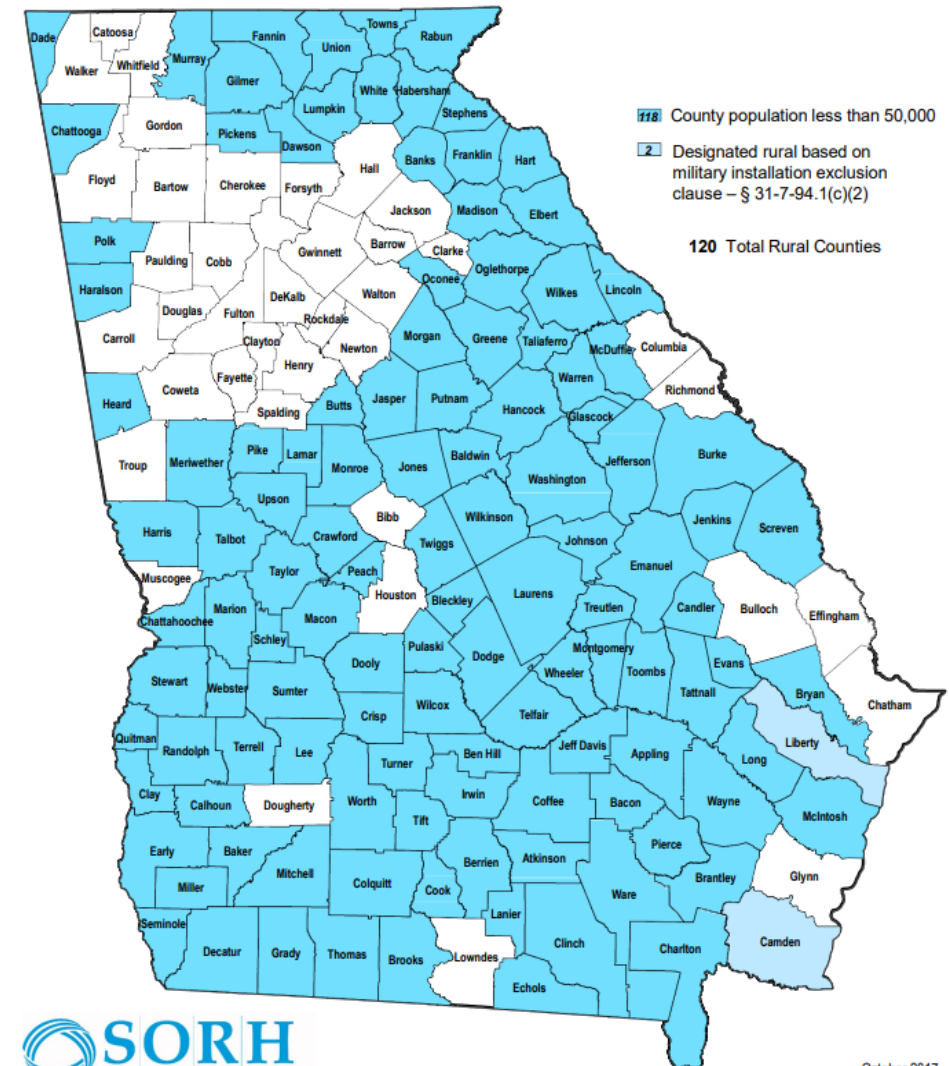 Dade
Catoosa
Walker
Whitfield
Murray
Fannin
Union
Towns
Rabun
Gilmer
White
Habersham
Lumpkin
Stephens
Chattooga
Gordon
Pickens
Dawson
Banks
Franklin
Hart
Hall
Floyd
Bartow
Cherokee
Forsyth
Jackson
Madison
Elbert
118 County population less than 50,000
2 Designated rural based on
military installation exclusion
clause – § 31-7-94.1(c)(2)
120 Total Rural Counties
Polk
Paulding
Cobb
Gwinnett
Barrow
Clarke
Oconee
Oglethorpe
Haralson
Douglas
Fulton
DeKalb
Rockdale
Walton
Wilkes
Lincoln
Carroll
Clayton
Henry
Newton
Morgan
Greene
Taliaferro
McDuffie
Columbia
Heard
Coweta
Fayette
Spalding
Butts
Jasper
Putnam
Hancock
Warren
Glascock
Richmond
Troup
Meriwether
Pike
Lamar
Monroe
Jones
Baldwin
Washington
Jefferson
Burke
Upson
Bibb
Wilkinson
Jenkins
Screven
Harris
Talbot
Crawford
Twiggs
Johnson
Emanuel
Muscogee
Taylor
Peach
Houston
Bleckley
Laurens
Treutlen
Candler
Bulloch
Effingham
Chattahoochee
Marion
Schley
Macon
Pulaski
Dodge
Montgomery
Wheeler
Toombs
Evans
Tattnall
Bryan
Chatham
Stewart
Webster
Sumter
Dooly
Crisp
Wilcox
Telfair
Liberty
Quitman
Randolph
Terrell
Lee
Turner
Ben Hill
Jeff Davis
Appling
Long
Clay
Calhoun
Dougherty
Worth
Tift
Irwin
Coffee
Bacon
Wayne
McIntosh
Early
Baker
Miller
Mitchell
Colquitt
Cook
Berrien
Atkinson
Pierce
Ware
Brantley
Glynn
Seminole
Decatur
Grady
Thomas
Brooks
Lowndes
Lanier
Clinch
Echols
Charlton
Camden
SORH
October 2017